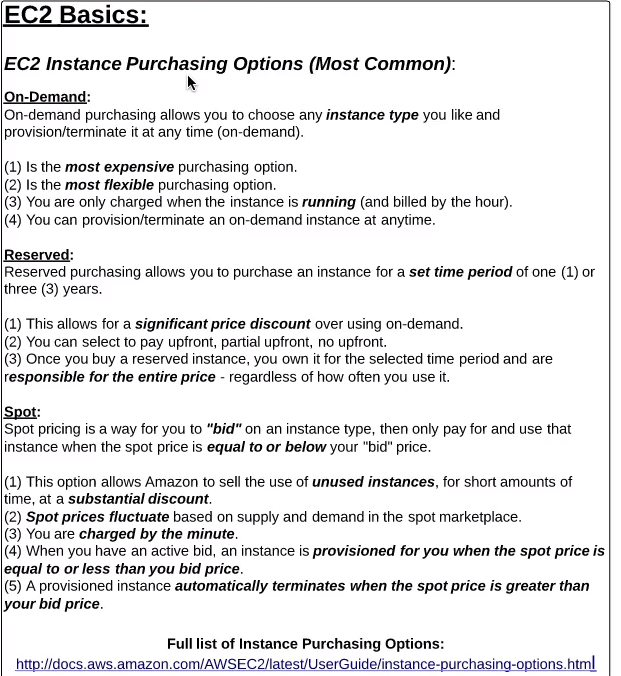 EC2 Basics:
EC2 Instance Purchasing Options (Most Common):
On-Demand:
On-demand purchasing allows you to choose any instance type you like and
provision/terminate it at any time (on-demand).
(1) Is the most expensive purchasing option.
(2) Is the most flexible purchasing option.
(3) You are only charged when the instance is running (and billed by the hour).
(4) You can provision/terminate an on-demand instance at anytime.
Reserved:
Reserved purchasing allows you to purchase an instance for a set time period of one (1) or
three (3) years.
(1) This allows for a significant price discount over using on-demand.
(2) You can select to pay upfront, partial upfront, no upfront.
(3) Once you buy a reserved instance, you own it for the selected time period and are
responsible for the entire price - regardless of how often you use it.
Spot:
Spot pricing is a way for you to "bid" on an instance type, then only pay for and use that
instance when the spot price is equal to or below your "bid" price.
(1) This option allows Amazon to sell the use of unused instances, for short amounts of
time, at a substantial discount.
(2) Spot prices fluctuate based on supply and demand in the spot marketplace.
(3) You are charged by the minute.
(4) When you have an active bid, an instance is provisioned for you when the spot price is
equal to or less than you bid price.
(5) A provisioned instance automatically terminates when the spot price is greater than
your bid price.
Full list of Instance Purchasing Options:
http://docs.aws.amazon.com/AWSEC2/latest/UserGuide/instance-purchasing-options.html